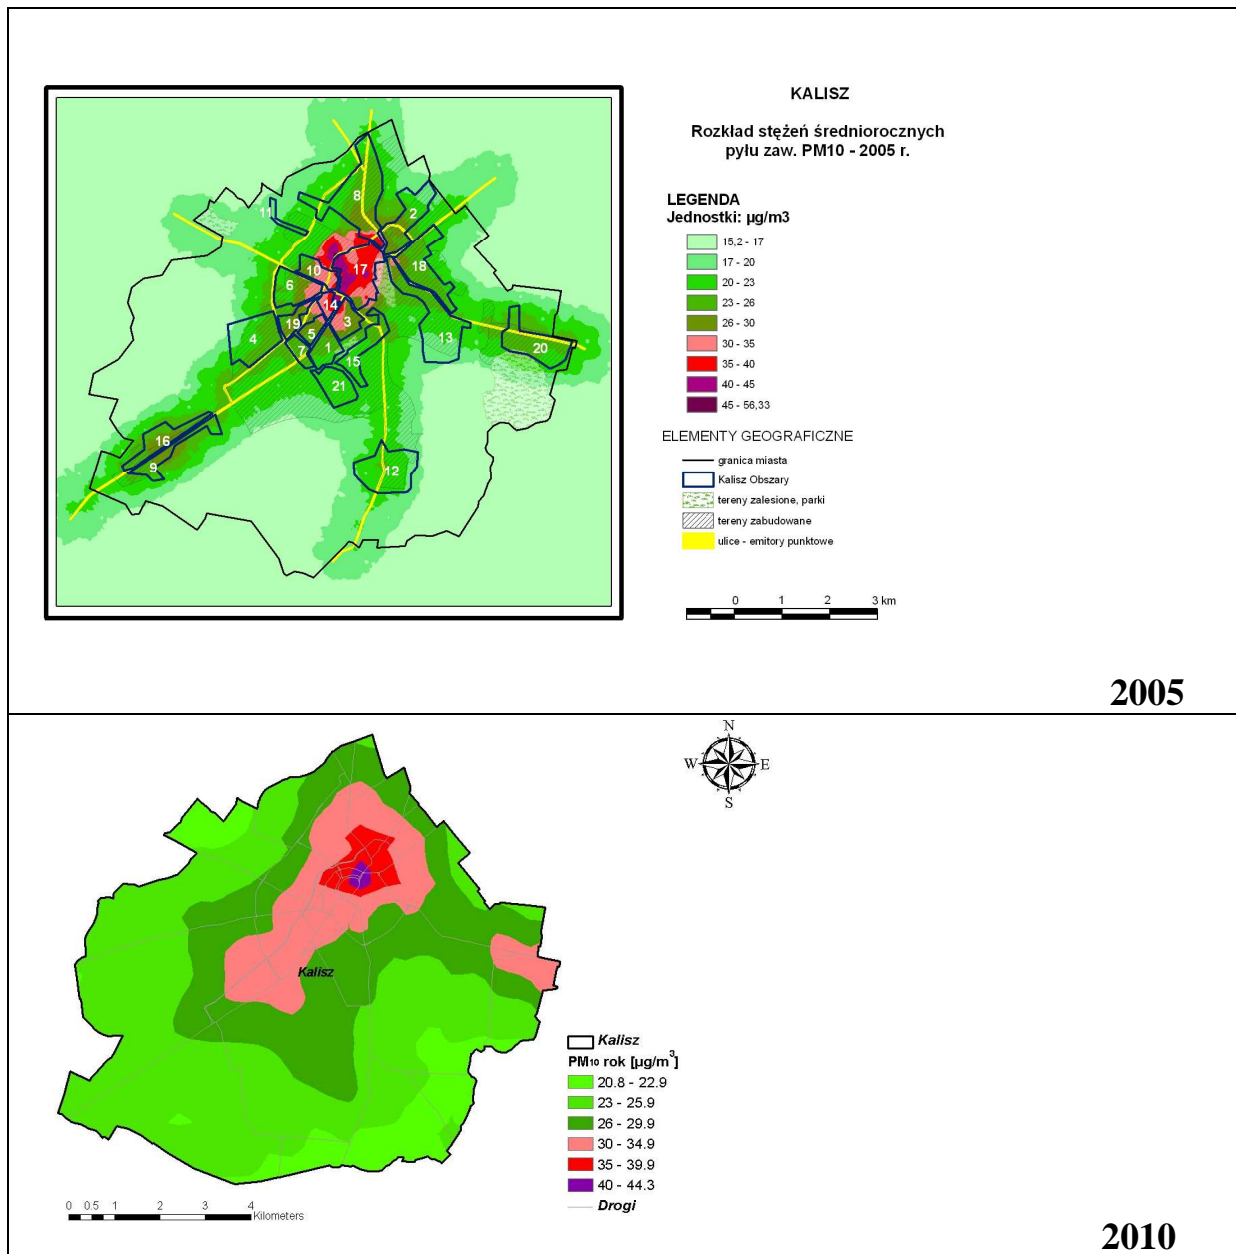 KALISZ
Rozkład stężeń średniorocznych
pyłu zaw. PM10 - 2005 r.
LEGENDA
Jednostki: µg/m3
15,2 - 17
17 - 20
20 - 23
23 - 26
26 - 30
30 - 35
35 - 40
40 - 45
45 - 56,33
ELEMENTY GEOGRAFICZNE
granica miasta
Kalisz Obszary
tereny zalesione, parki
tereny zabudowane
ulice - emitory punktowe
0 1 2 3 km
8
11
2
10
17
18
6
14
19
3
4
5
13
7
1
20
15
21
16
9
12
2005
N
W E
S
Kalisz
Kalisz
PM10 rok [µg/m³]
20.8 - 22.9
23 - 25.9
26 - 29.9
30 - 34.9
35 - 39.9
40 - 44.3
Drogi
0 0.5 1 2 3 4
Kilometers
2010